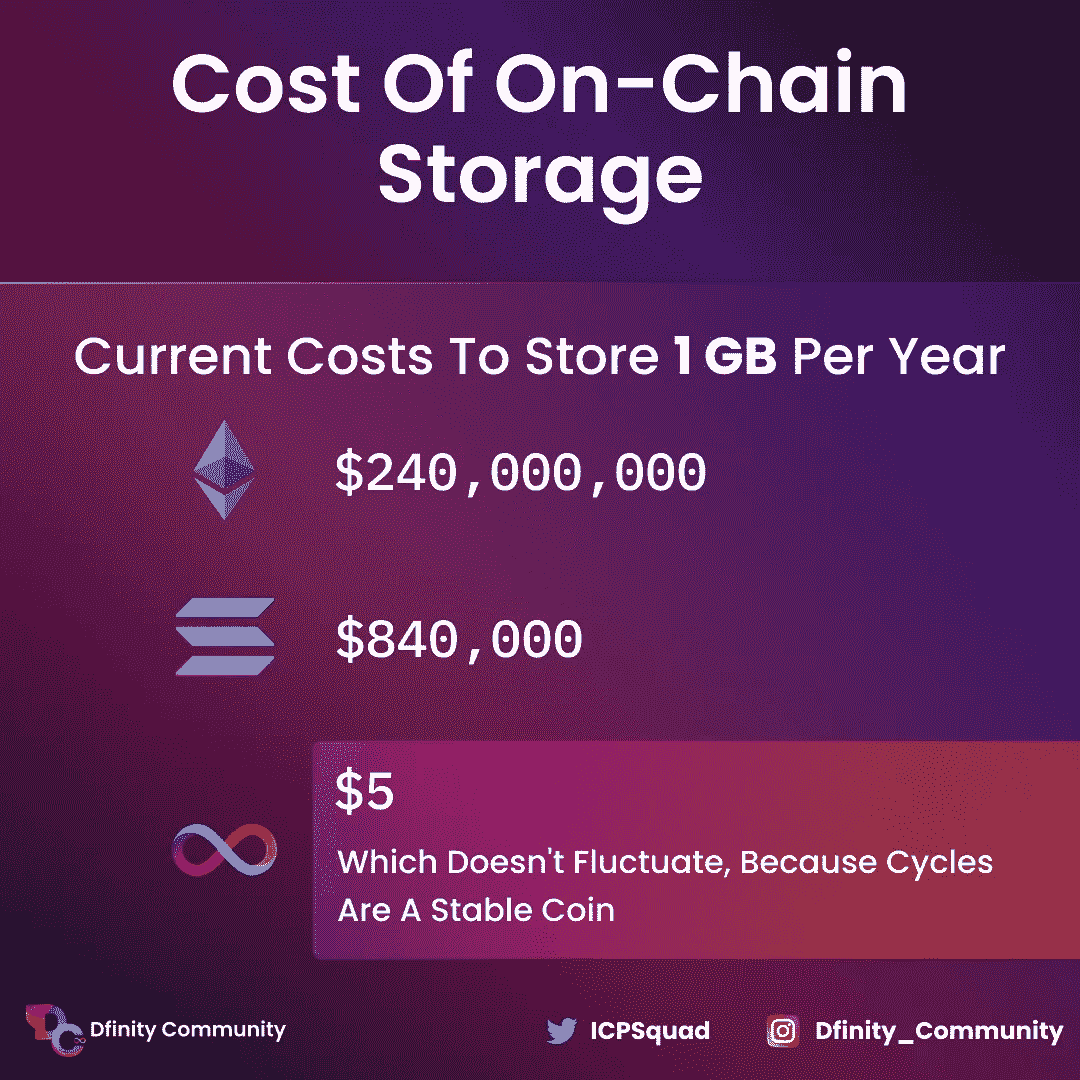 Cost Of On-Chain
Storage
Current Costs To Store 1 GB Per Year
$240,000,000
$840,000
$5
Which Doesn't Fluctuate, Because Cycles
Are A Stable Coin
DC
Dfinity Community
ICPSquad
Dfinity_Community